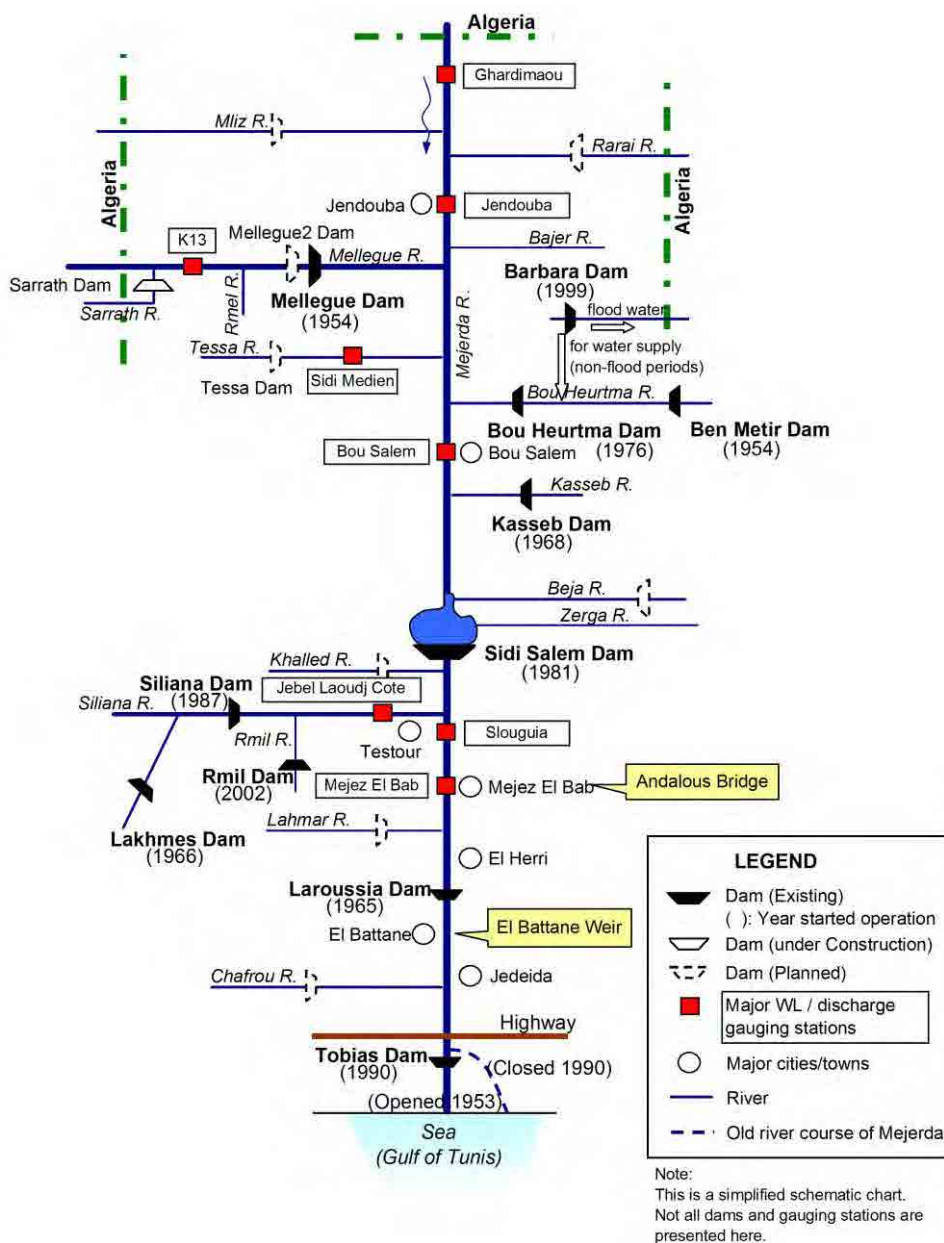 Algeria
Ghardimaou
Mliz R.
Rarai R.
Algeria
Algeria
Jendouba
Jendouba
K13
Mellegue2 Dam
Mellegue R.
Bajer R.
Sarrath Dam
Sarrath R.
Rmel R.
Mellegue Dam
(1954)
Mejerda R.
Barbara Dam
(1999)
flood water
for water supply
(non-flood periods)
Tessa R.
Tessa Dam
Sidi Medien
Bou Heurtma R.
Bou Heurtma Dam
(1976)
Ben Metir Dam
(1954)
Bou Salem
Bou Salem
Kasseb R.
Kasseb Dam
(1968)
Beja R.
Zerga R.
Sidi Salem Dam
(1981)
Khalled R.
Jebel Laoudj Cote
Siliana Dam
(1987)
Siliana R.
Rmil R.
Testour
Slouguia
Rmil Dam
(2002)
Mejez El Bab
Mejez El Bab
Andalous Bridge
Lakhmes Dam
(1966)
Lahmar R.
El Herri
Laroussia Dam
(1965)
El Battane
El Battane Weir
Chafrou R.
Jedeida
Highway
Tobias Dam
(1990)
(Closed 1990)
(Opened 1953)
Sea
(Gulf of Tunis)
LEGEND
Dam (Existing)
( ): Year started operation
Dam (under Construction)
Dam (Planned)
Major WL / discharge
gauging stations
Major cities/towns
River
Old river course of Mejerda
Note:
This is a simplified schematic chart.
Not all dams and gauging stations are
presented here.